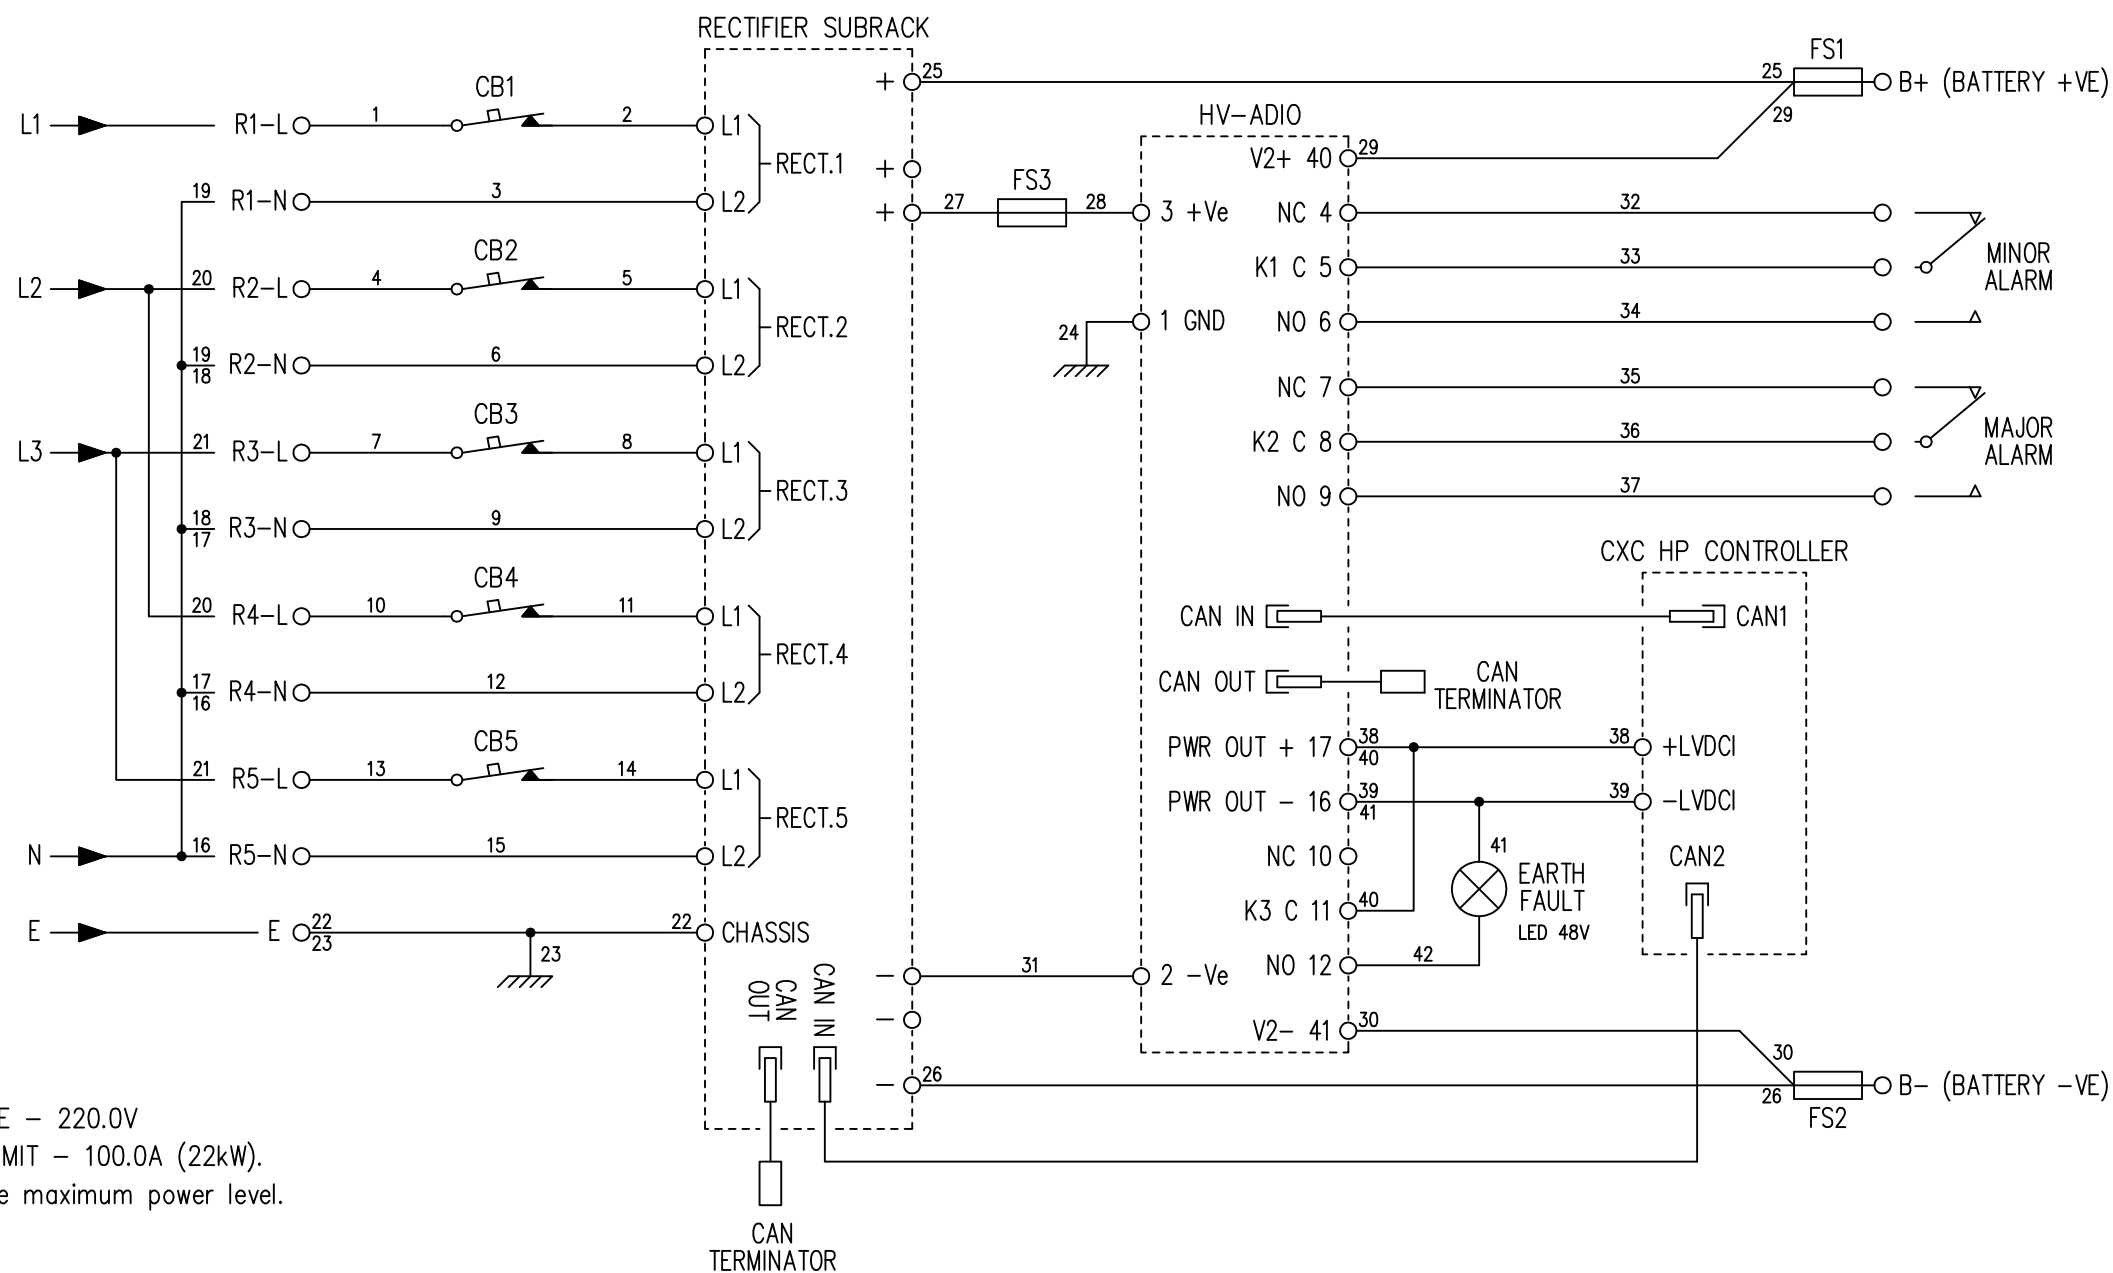 RECTIFIER SUBRACK
FS1
25
25
B+ (BATTERY +VE)
29
HV-ADIO
V2+ 40
29
CB1
L1
R1-L
1
2
L1
RECT.1
+
+
+
19
R1-N
3
L2
27
FS3
28
3 +Ve
NC 4
32
K1 C 5
33
MINOR
ALARM
CB2
L2
20
R2-L
4
5
L1
RECT.2
24
1 GND
NO 6
34
19
18
R2-N
6
L2
NC 7
35
K2 C 8
36
MAJOR
ALARM
NO 9
37
CB3
L3
21
R3-L
7
8
L1
RECT.3
18
17
R3-N
9
L2
CXC HP CONTROLLER
CB4
20
R4-L
10
11
L1
RECT.4
CAN IN
CAN1
17
16
R4-N
12
L2
CAN OUT
CAN
TERMINATOR
CB5
21
R5-L
13
14
L1
RECT.5
PWR OUT + 17
38
40
38
+LVDCI
PWR OUT - 16
39
41
39
-LVDCI
N
16
R5-N
15
L2
NC 10
41
EARTH
FAULT
LED 48V
CAN2
K3 C 11
40
E
E
22
23
23
22
CHASSIS
NO 12
42
-
31
2 -Ve
-
CAN
OUT
CAN IN
V2- 41
30
30
-
26
26
B- (BATTERY -VE)
FS2
E - 220.0V
MIT - 100.0A (22kW).
e maximum power level.
CAN
TERMINATOR